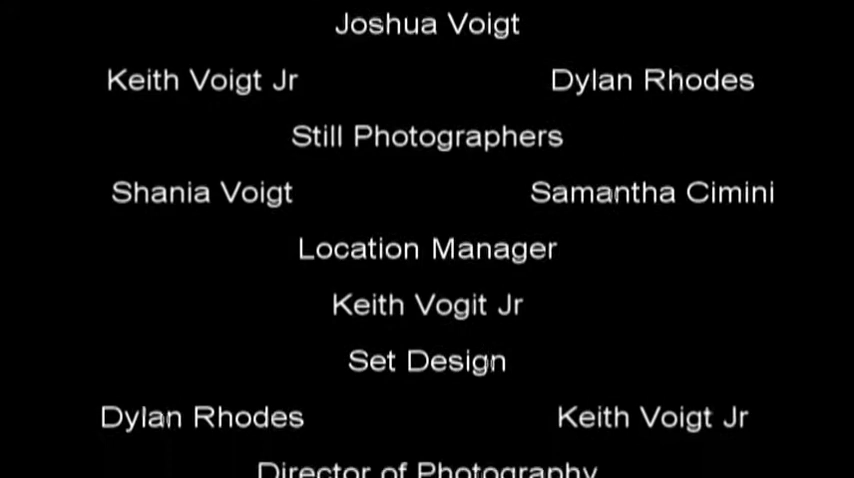 Joshua Voigt
Keith Voigt Jr Dylan Rhodes
Still Photographers
Shania Voigt Samantha Cimini
Location Manager
Keith Vogit Jr
Set Design
Dylan Rhodes Keith Voigt Jr
Director of Photography